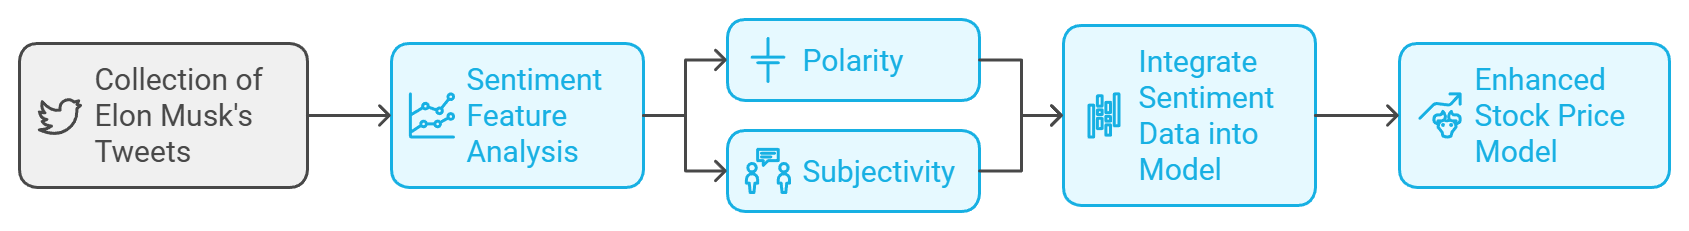 Collection of
Elon Musk's
Tweets
Sentiment
Feature
Analysis
Polarity
Subjectivity
Integrate
Sentiment
Data into
Model
Enhanced
Stock Price
Model